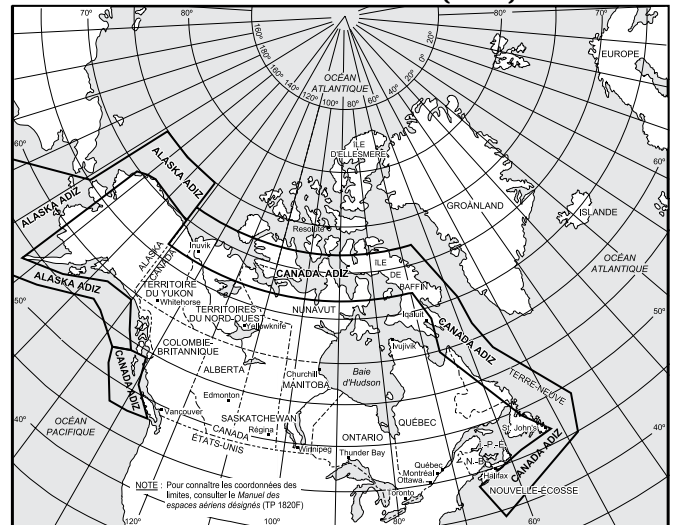 70°
80°
80°
70°
160°
180°
160°
140°
120°
100°
80°
60°
40°
20°
0°
OCÉAN
ATLANTIQUE
EUROPE
60°
60°
ALASKA ADIZ
ALASKA ADIZ
ALASKA ADIZ
ÎLE
D'ELLESMERE
GROANLAND
ISLANDE
OCÉAN
ATLANTIQUE
Resolute
Inuvik
ALASKA
CANADA
CANADA ADIZ
ILE
DE
BAFFIN
TERRITOIRE
DU YUKON
Whitehorse
TERRITOIRES
DU NORD-OUEST
Yellowknife
NUNAVUT
Iqaluit
50°
50°
CANADA ADIZ
COLOMBIE-
BRITANNIQUE
ALBERTA
Churchill
MANITOBA
Baie
d'Hudson
Ivujivik
TERRE-NEUVE
CANADA ADIZ
Edmonton
Vancouver
SASKATCHEWAN
Régina
CANADA
ÉTATS-UNIS
Winnipeg
ONTARIO
Thunder Bay
QUÉBEC
Québec
Montréal
Ottawa
Toronto
St. John's
P.-E.
N.-B.
Halifax
CANADA ADIZ
NOUVELLE-ÉCOSSE
OCÉAN
PACIFIQUE
40°
40°
NOTE : Pour connaître les coordonnées des
limites, consulter le Manuel des
espaces aériens désignés (TP 1820F)
120°
80°
60°